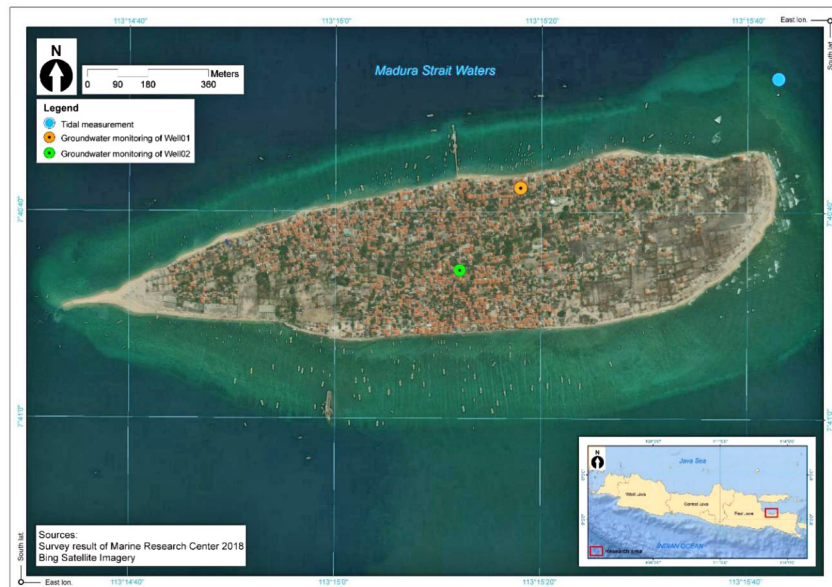 113°14'40" 113°15'0" 113°15'20" 113°15'40"
East lon.
South lat.
N
Meters
0 90 180 360
Madura Strait Waters
Legend
Tidal measurement
Groundwater monitoring of Well01
Groundwater monitoring of Well02
7°40'40" 7°40'40"
7°41'0" 7°41'0"
N
Java Sea
West Java
Central Java
East Java
INDIAN OCEAN
Research area
Sources:
Survey result of Marine Research Center 2018
Bing Satellite Imagery
South lat.
East lon.
113°14'40" 113°15'0" 113°15'20" 113°15'40"